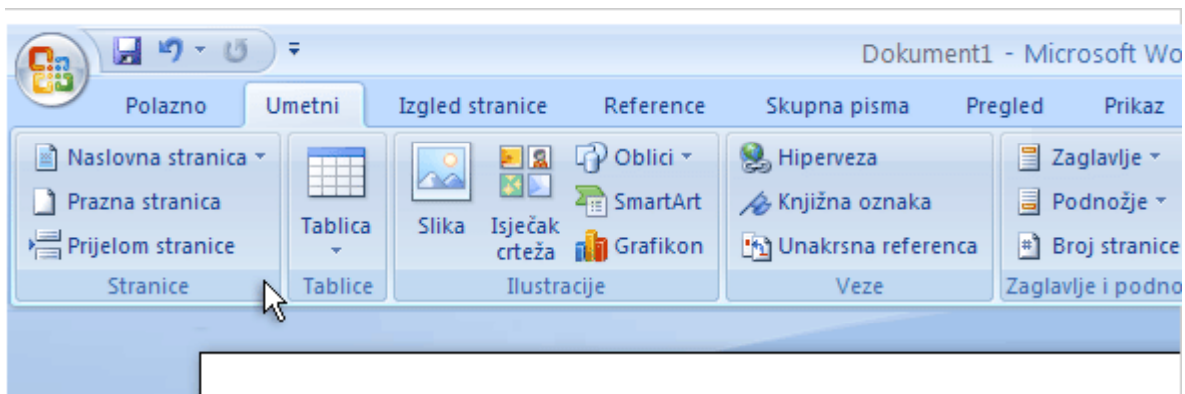 Dokument1 - Microsoft Wo
Polazno Umetni Izgled stranice Reference Skupna pisma Pregled Prikaz
Naslovna stranica
Prazna stranica
Prijelom stranice
Stranice
Tablica
Tablice
Slika
Isječak
crteža
Oblici
SmartArt
Grafikon
Ilustracije
Hiperveza
Knjižna oznaka
Unakrsna referenca
Veze
Zaglavlje
Podnožje
Broj stranice
Zaglavlje i podno